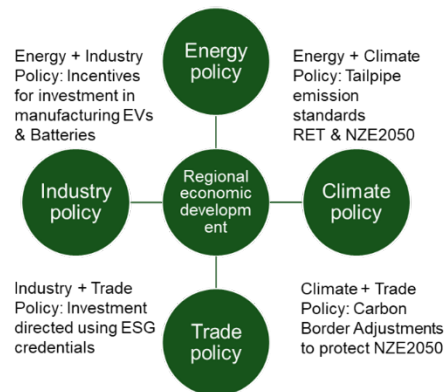 Energy + Industry
Policy: Incentives
for investment in
manufacturing EVs
& Batteries
Energy
policy
Energy + Climate
Policy: Tailpipe
emission
standards
RET & NZE2050
Industry
policy
Regional
economic
developm
ent
Climate
policy
Industry + Trade
Policy: Investment
directed using ESG
credentials
Trade
policy
Climate + Trade
Policy: Carbon
Border Adjustments
to protect NZE2050